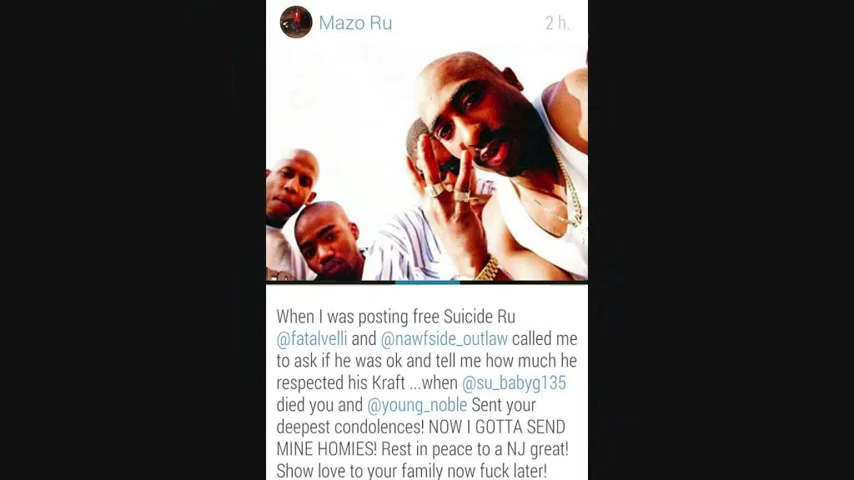 Mazo Ru
2 h.
When I was posting free Suicide Ru
@fatalvelli and @nawfside_outlaw called me
to ask if he was ok and tell me how much he
respected his Kraft ...when @su_babyg135
died you and @young_noble Sent your
deepest condolences! NOW I GOTTA SEND
MINE HOMIES! Rest in peace to a NJ great!
Show love to your family now fuck later!